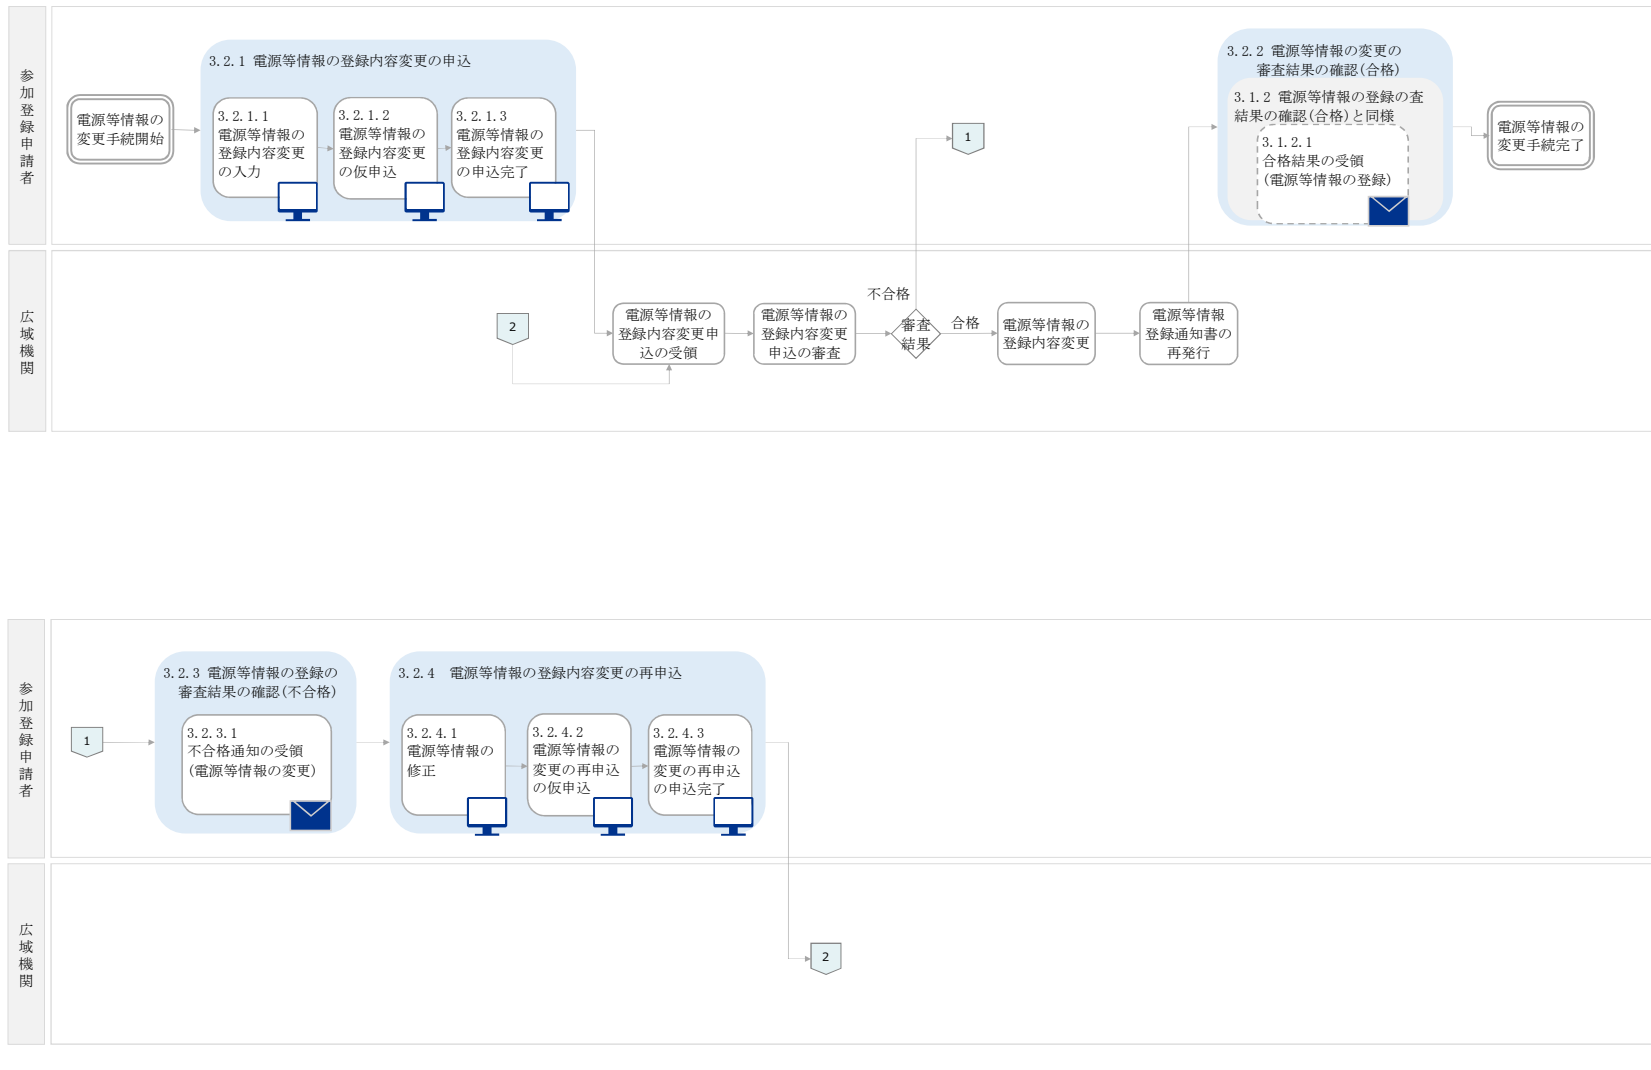 参加登録申請者
電源等情報の
変更手続開始
3.2.1 電源等情報の登録内容変更の申込
3.2.1.1
電源等情報の
登録内容変更
の入力
3.2.1.2
電源等情報の
登録内容変更
の仮申込
3.2.1.3
電源等情報の
登録内容変更
の申込完了
1
3.2.2 電源等情報の変更の
審査結果の確認(合格)
3.1.2 電源等情報の登録の査
結果の確認(合格)と同様
3.1.2.1
合格結果の受領
(電源等情報の登録)
電源等情報の
変更手続完了
広域機関
2
電源等情報の
登録内容変更申
込の受領
電源等情報の
登録内容変更
申込の審査
不合格
審査
結果
合格
電源等情報の
登録内容変更
電源等情報
登録通知書の
再発行
参加登録申請者
1
3.2.3 電源等情報の登録の
審査結果の確認(不合格)
3.2.3.1
不合格通知の受領
(電源等情報の変更)
3.2.4 電源等情報の登録内容変更の再申込
3.2.4.1
電源等情報の
修正
3.2.4.2
電源等情報の
変更の再申込
の仮申込
3.2.4.3
電源等情報の
変更の再申込
の申込完了
広域機関
2